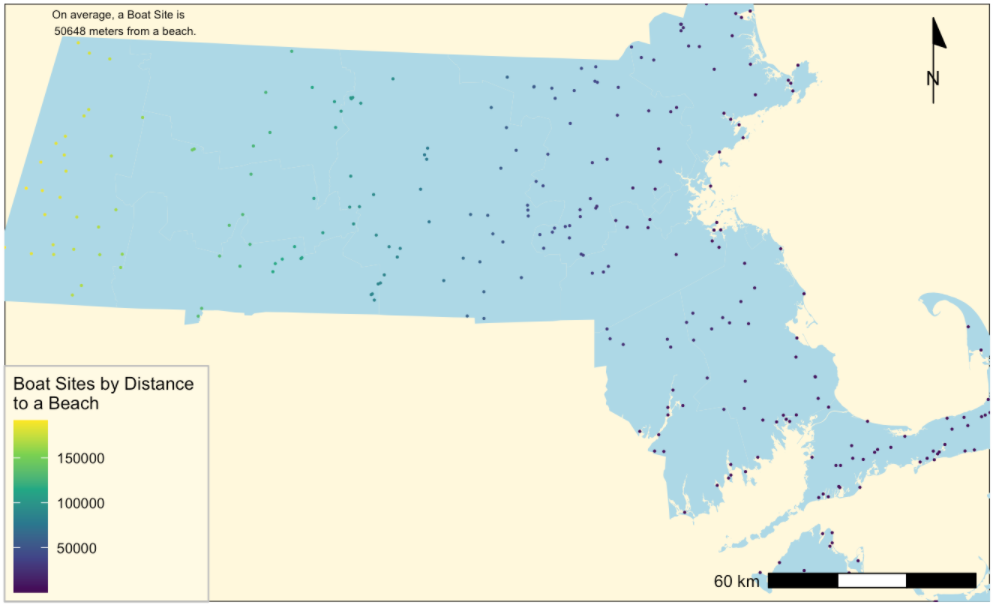 On average, a Boat Site is
50648 meters from a beach.
N
Boat Sites by Distance
to a Beach
150000
100000
50000
60 km